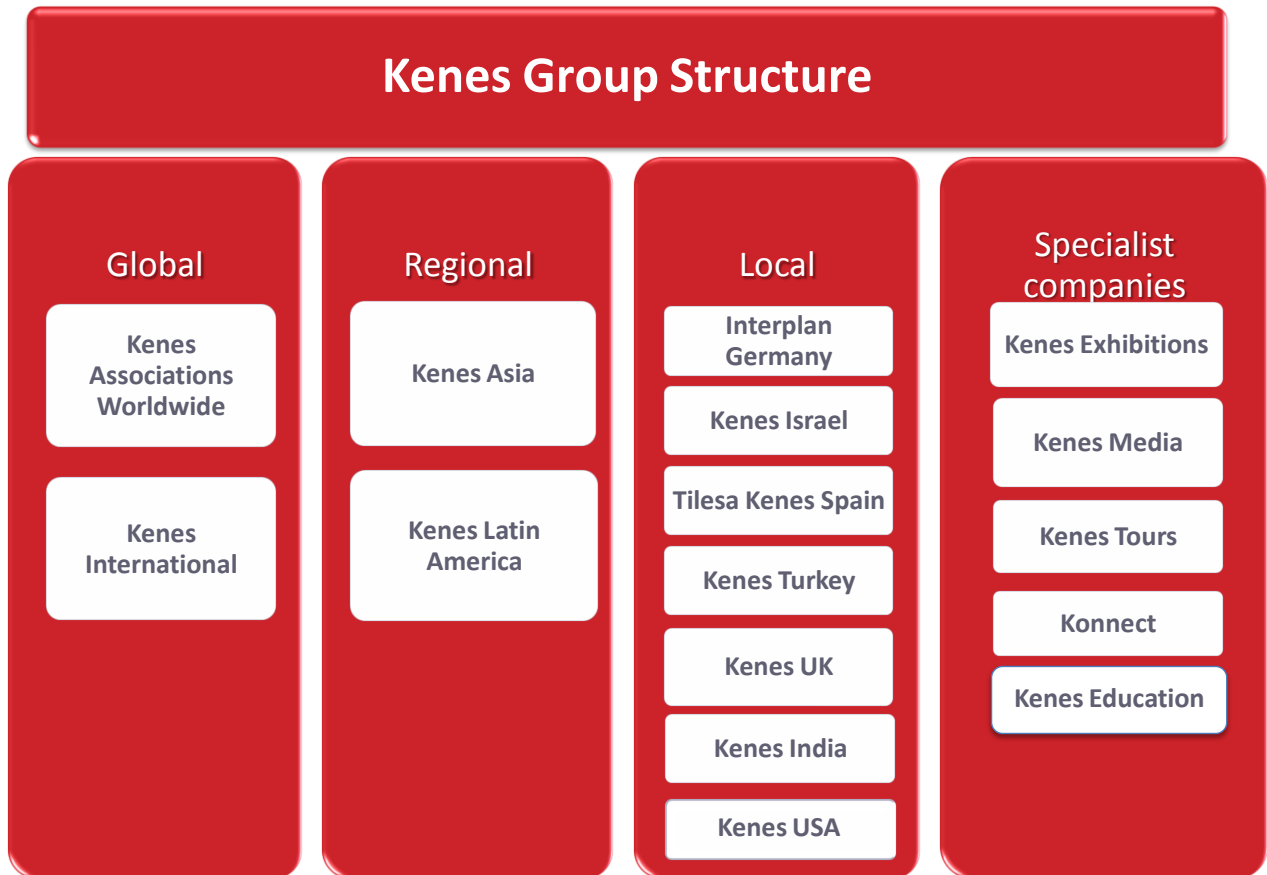 Kenes Group Structure
Global
Kenes
Associations
Worldwide
Kenes
International
Regional
Kenes Asia
Kenes Latin
America
Local
Interplan
Germany
Kenes Israel
Tilesa Kenes Spain
Kenes Turkey
Kenes UK
Kenes India
Kenes USA
Specialist
companies
Kenes Exhibitions
Kenes Media
Kenes Tours
Konnect
Kenes Education